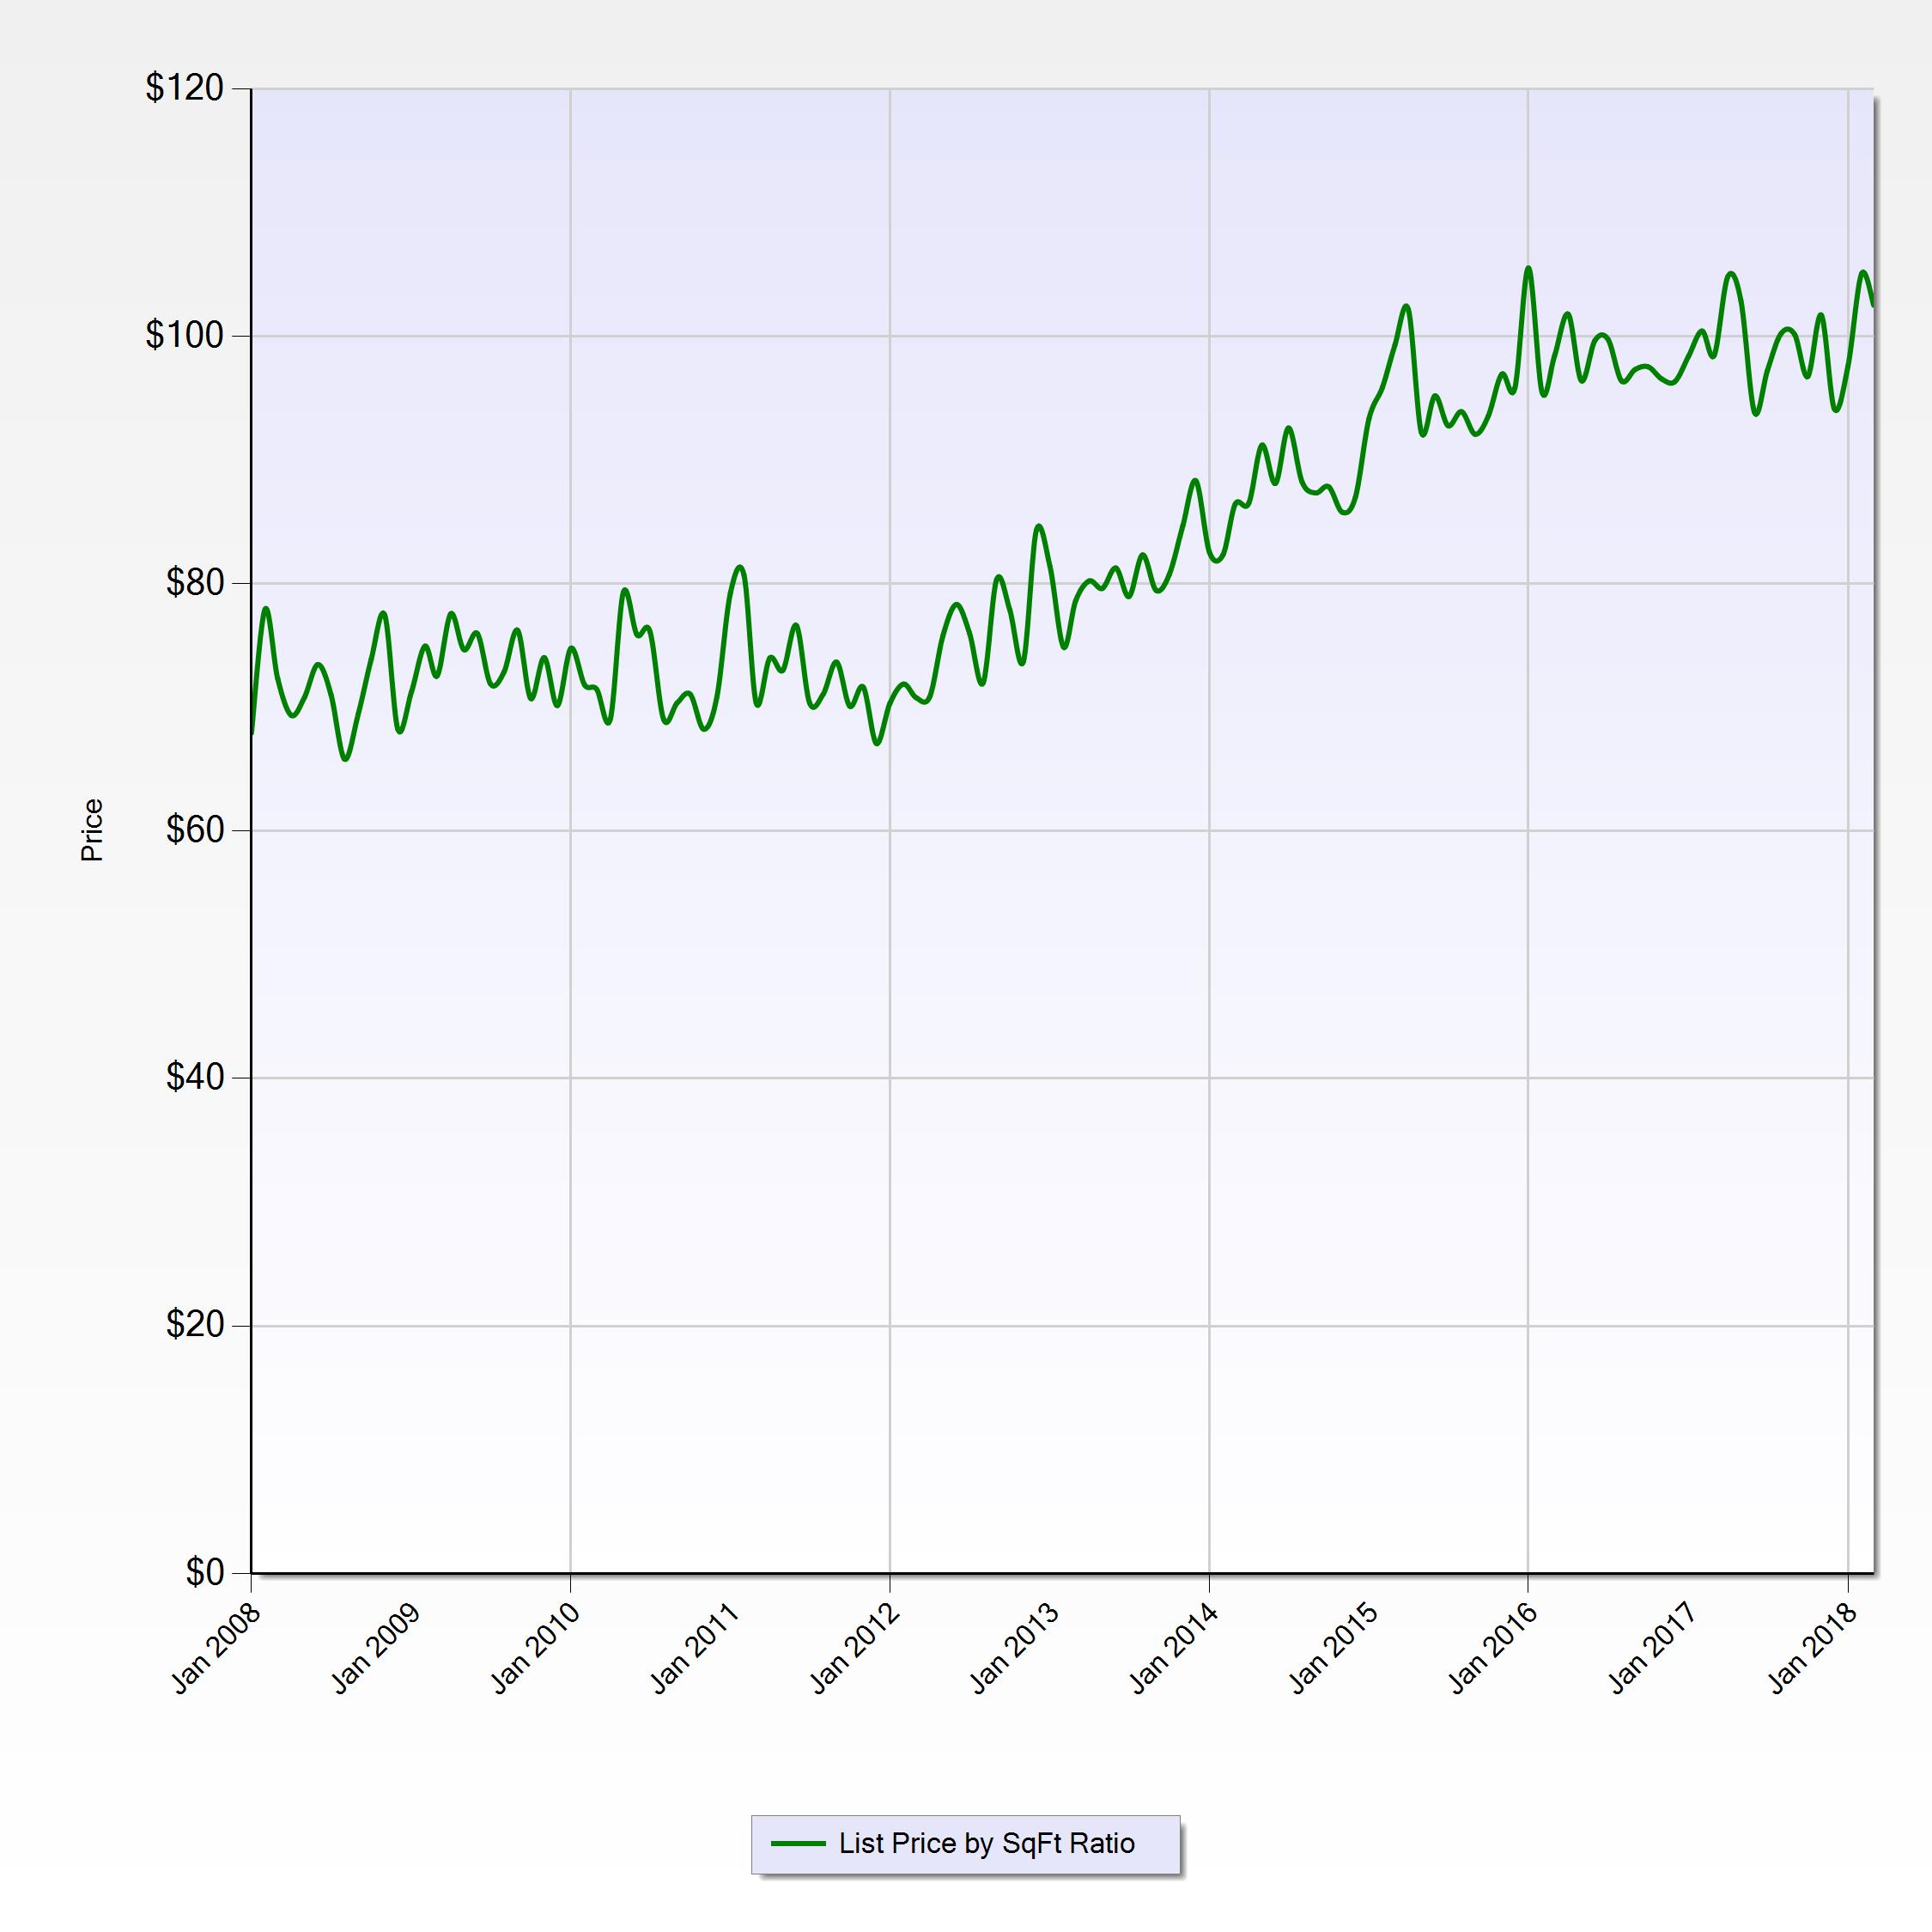 $120
$100
$80
$60
$40
$20
$0
Price
Jan 2008
Jan 2009
Jan 2010
Jan 2011
Jan 2012
Jan 2013
Jan 2014
Jan 2015
Jan 2016
Jan 2017
Jan 2018
List Price by SqFt Ratio